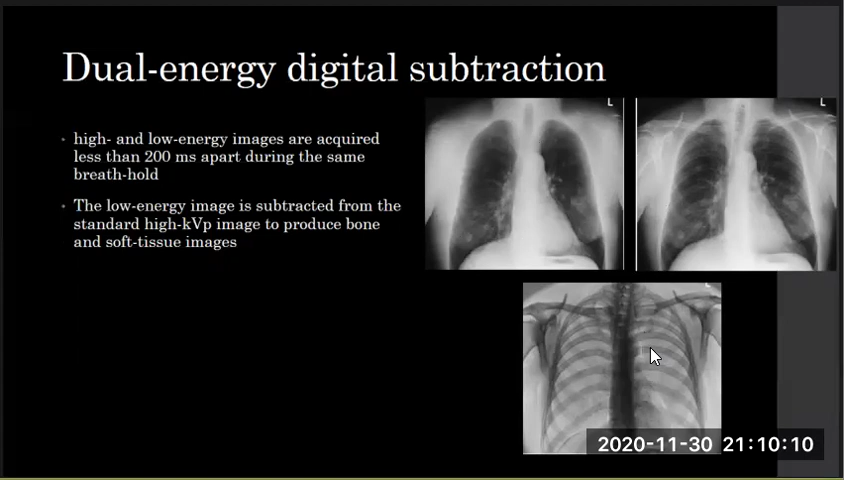 Dual-energy digital subtraction
• high- and low-energy images are acquired
less than 200 ms apart during the same
breath-hold
• The low-energy image is subtracted from the
standard high-kVp image to produce bone
and soft-tissue images
L
L
L
2020-11-30 21:10:10